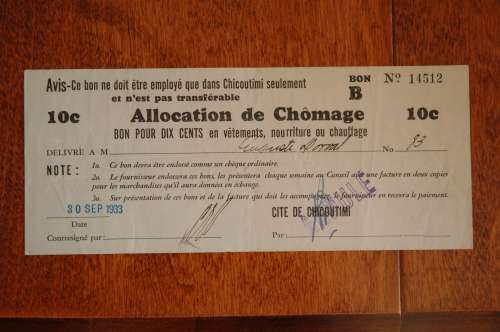 Avis-Ce bon ne doit être employé que dans Chicoutimi seulement
et n'est pas transférable
BON B
Nº 14512
10c Allocation de Chômage 10c
BON POUR DIX CENTS en vêtements, nourriture ou chauffage
DELIVRÉ A M Auguste No 83
NOTE : 1o. Ce bon devra être endossé comme un chèque ordinaire.
2o. Le fournisseur endossera les bons, les présentera chaque semaine au Conseil avec une facture en deux copies
pour les marchandises qu'il aura données en échange.
3o. Sur présentation de ces bons et de la facture qui doit les accompagner, le fournisseur en recevra le paiement.
30 SEP 1933
Date
CITE DE CHICOUTIMI
Contresigné par :
Par :